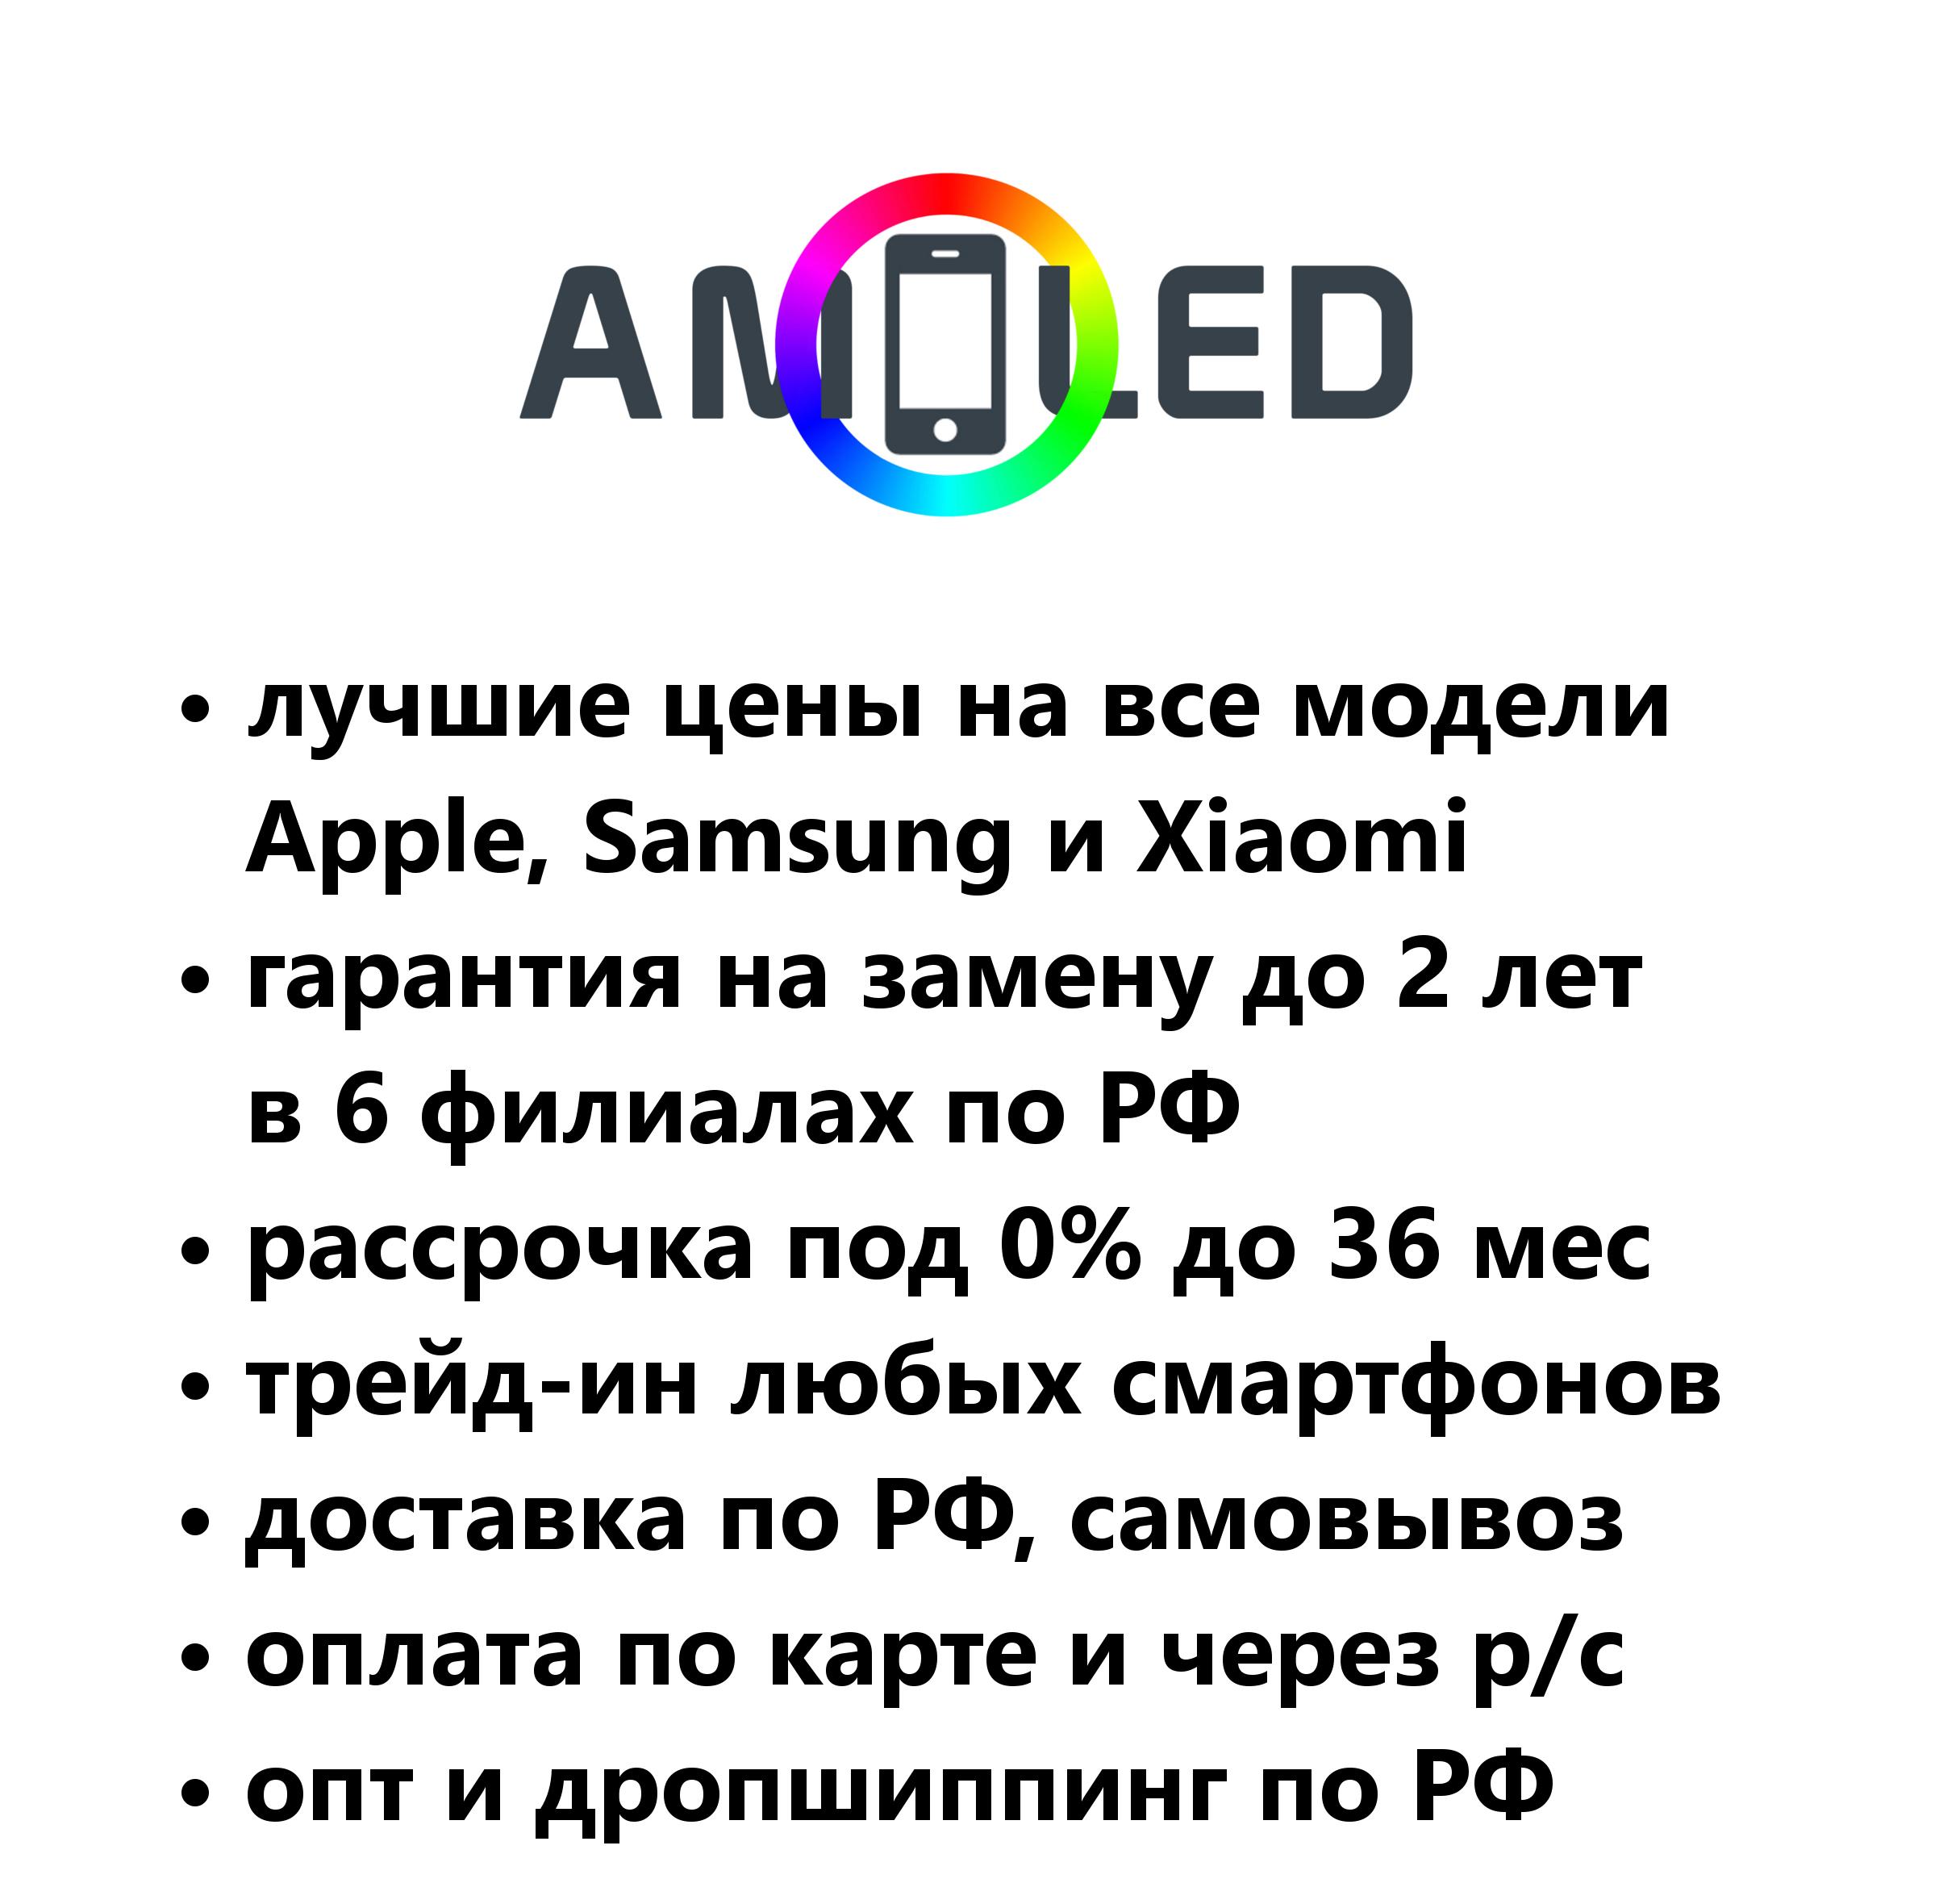 AMOLED
• лучшие цены на все модели
Apple, Samsung и Xiaomi
• гарантия на замену до 2 лет
в 6 филиалах по РФ
• рассрочка под 0% до 36 мес
• трейд-ин любых смартфонов
• доставка по РФ, самовывоз
• оплата по карте и через р/с
• опт и дропшиппинг по РФ